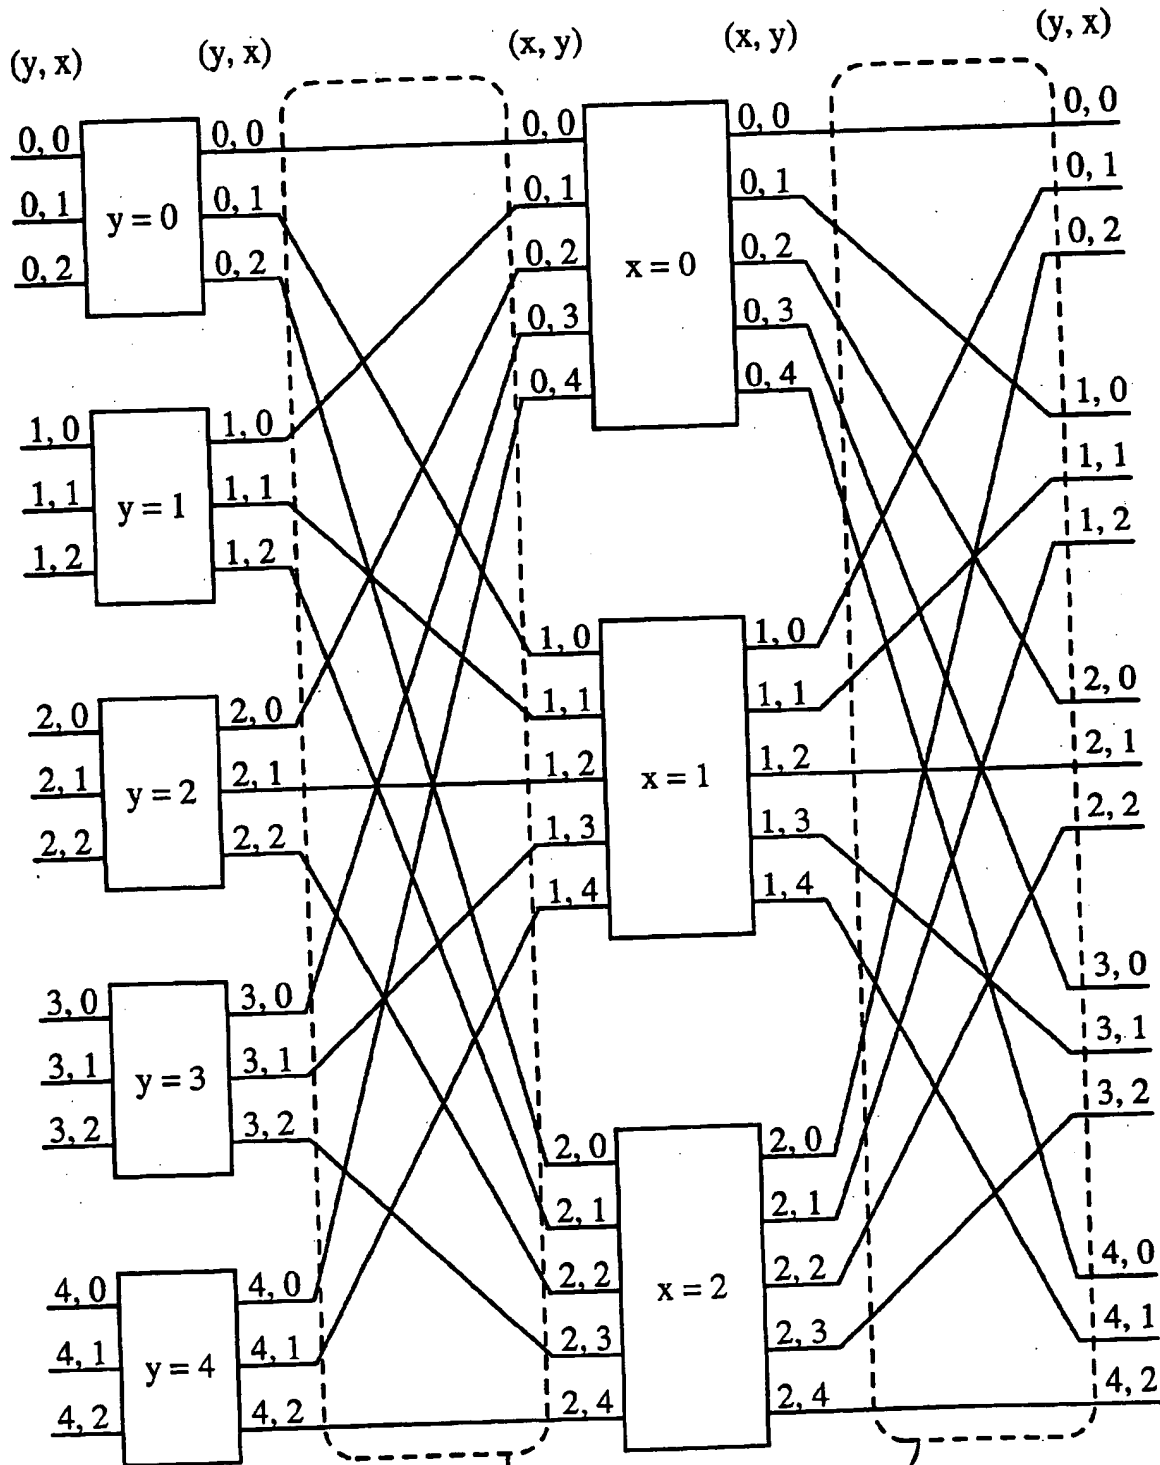 (y, x) (y, x) (x, y) (x, y) (y, x)
0, 0 0, 0 0, 0 0, 0 0, 0
0, 1 y = 0 0, 1 0, 1 0, 1 0, 1
0, 2 0, 2 0, 2 x = 0 0, 2 0, 2
0, 3 0, 3
0, 4 0, 4
1, 0 1, 0 1, 0
1, 1 y = 1 1, 1 1, 1
1, 2 1, 2 1, 2
1, 0 1, 0
2, 0 2, 0 1, 1 1, 1 2, 0
2, 1 y = 2 2, 1 1, 2 x = 1 1, 2 2, 1
2, 2 2, 2 1, 3 1, 3 2, 2
1, 4 1, 4
3, 0 3, 0 3, 0
3, 1 y = 3 3, 1 3, 1
3, 2 3, 2 3, 2
2, 0 2, 0
2, 1 2, 1
4, 0 4, 0 2, 2 x = 2 2, 2 4, 0
4, 1 y = 4 4, 1 2, 3 2, 3 4, 1
4, 2 4, 2 2, 4 2, 4 4, 2